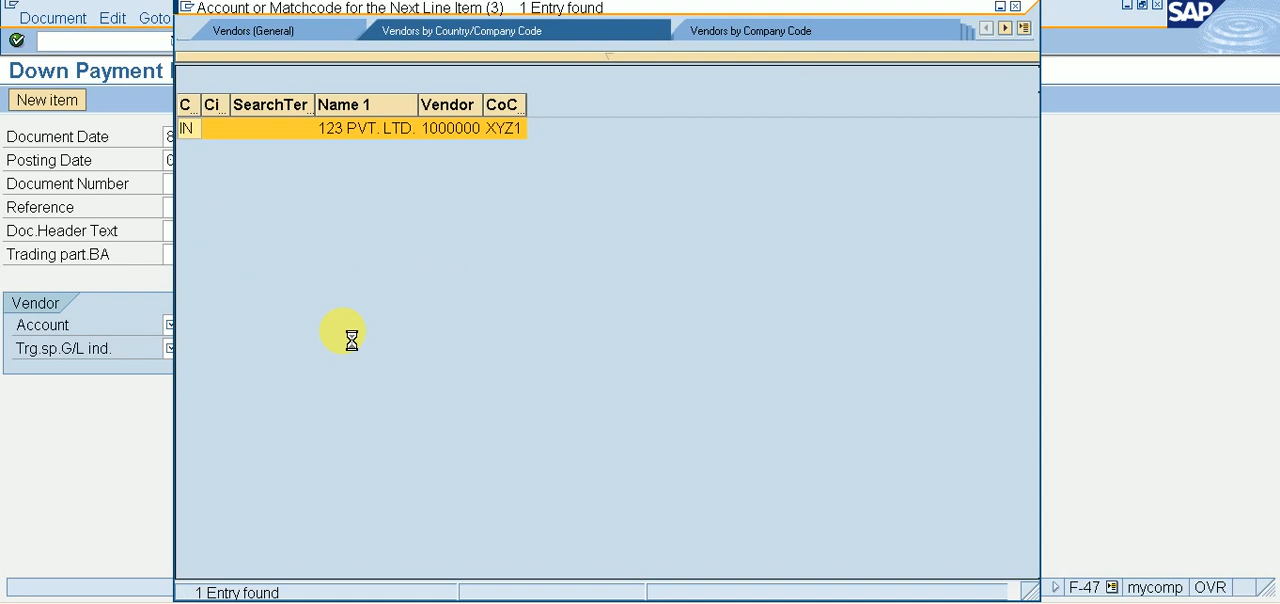 Document Edit Goto
Account or Matchcode for the Next Line Item (3) 1 Entry found
SAP
Vendors (General) Vendors by Country/Company Code Vendors by Company Code
Down Payment
New item
C.. Ci.. SearchTer.. Name 1 Vendor CoC..
IN 123 PVT. LTD. 1000000 XYZ1
Document Date 8
Posting Date 0
Document Number
Reference
Doc.Header Text
Trading part.BA
Vendor
Account
Trg.sp.G/L ind.
1 Entry found
F-47 mycomp OVR